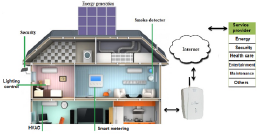 Energy generation
Smoke detector
Security
Internet
Lighting
control
HVAC
Smart metering
Service
provider
Energy
Security
Health care
Entertainment
Maintenance
Others